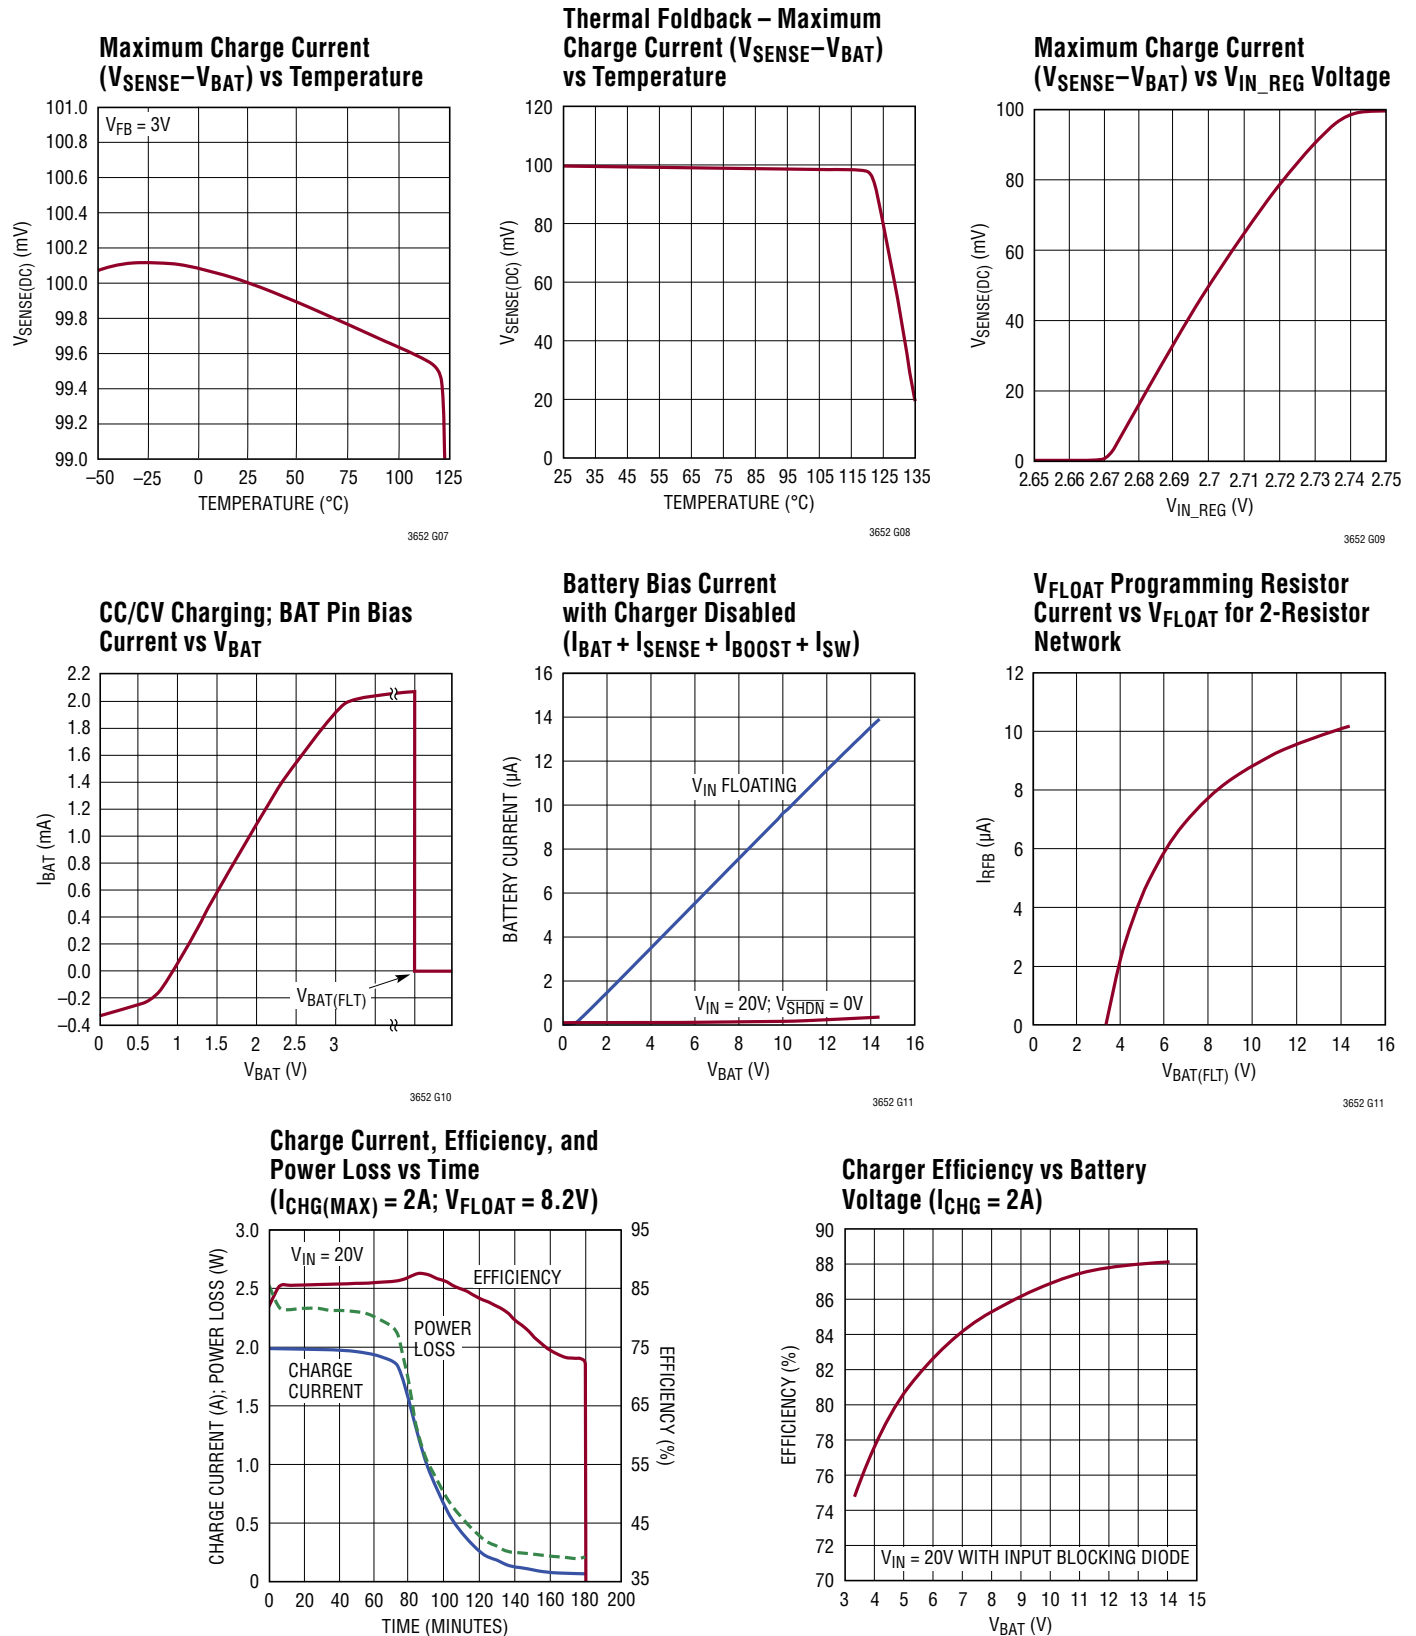 Maximum Charge Current
(VSENSE–VBAT) vs Temperature
101.0
100.8
100.6
100.4
100.2
100.0
99.8
99.6
99.4
99.2
99.0
VSENSE(DC) (mV)
VFB = 3V
–50 –25 0 25 50 75 100 125
TEMPERATURE (°C)
3652 G07
Thermal Foldback – Maximum
Charge Current (VSENSE–VBAT)
vs Temperature
120
100
80
60
40
20
0
VSENSE(DC) (mV)
25 35 45 55 65 75 85 95 105 115 125 135
TEMPERATURE (°C)
3652 G08
Maximum Charge Current
(VSENSE–VBAT) vs VIN_REG Voltage
100
80
60
40
20
0
VSENSE(DC) (mV)
2.65 2.66 2.67 2.68 2.69 2.7 2.71 2.72 2.73 2.74 2.75
VIN_REG (V)
3652 G09
CC/CV Charging; BAT Pin Bias
Current vs VBAT
2.2
2.0
1.8
1.6
1.4
1.2
1.0
0.8
0.6
0.4
0.2
0.0
–0.2
–0.4
IBAT (mA)
VBAT(FLT)
0 0.5 1 1.5 2 2.5 3
VBAT (V)
3652 G10
Battery Bias Current
with Charger Disabled
(IBAT + ISENSE + IBOOST + ISW)
16
14
12
10
8
6
4
2
0
BATTERY CURRENT (µA)
VIN FLOATING
VIN = 20V; VSHDN = 0V
0 2 4 6 8 10 12 14 16
VBAT (V)
3652 G11
VFLOAT Programming Resistor
Current vs VFLOAT for 2-Resistor
Network
12
10
8
6
4
2
0
IRFB (µA)
0 2 4 6 8 10 12 14 16
VBAT(FLT) (V)
3652 G11
Charge Current, Efficiency, and
Power Loss vs Time
(ICHG(MAX) = 2A; VFLOAT = 8.2V)
3.0
2.5
2.0
1.5
1.0
0.5
0
CHARGE CURRENT (A); POWER LOSS (W)
VIN = 20V
EFFICIENCY
POWER
LOSS
CHARGE
CURRENT
95
85
75
65
55
45
35
EFFICIENCY (%)
0 20 40 60 80 100 120 140 160 180 200
TIME (MINUTES)
Charger Efficiency vs Battery
Voltage (ICHG = 2A)
90
88
86
84
82
80
78
76
74
72
70
EFFICIENCY (%)
VIN = 20V WITH INPUT BLOCKING DIODE
3 4 5 6 7 8 9 10 11 12 13 14 15
VBAT (V)